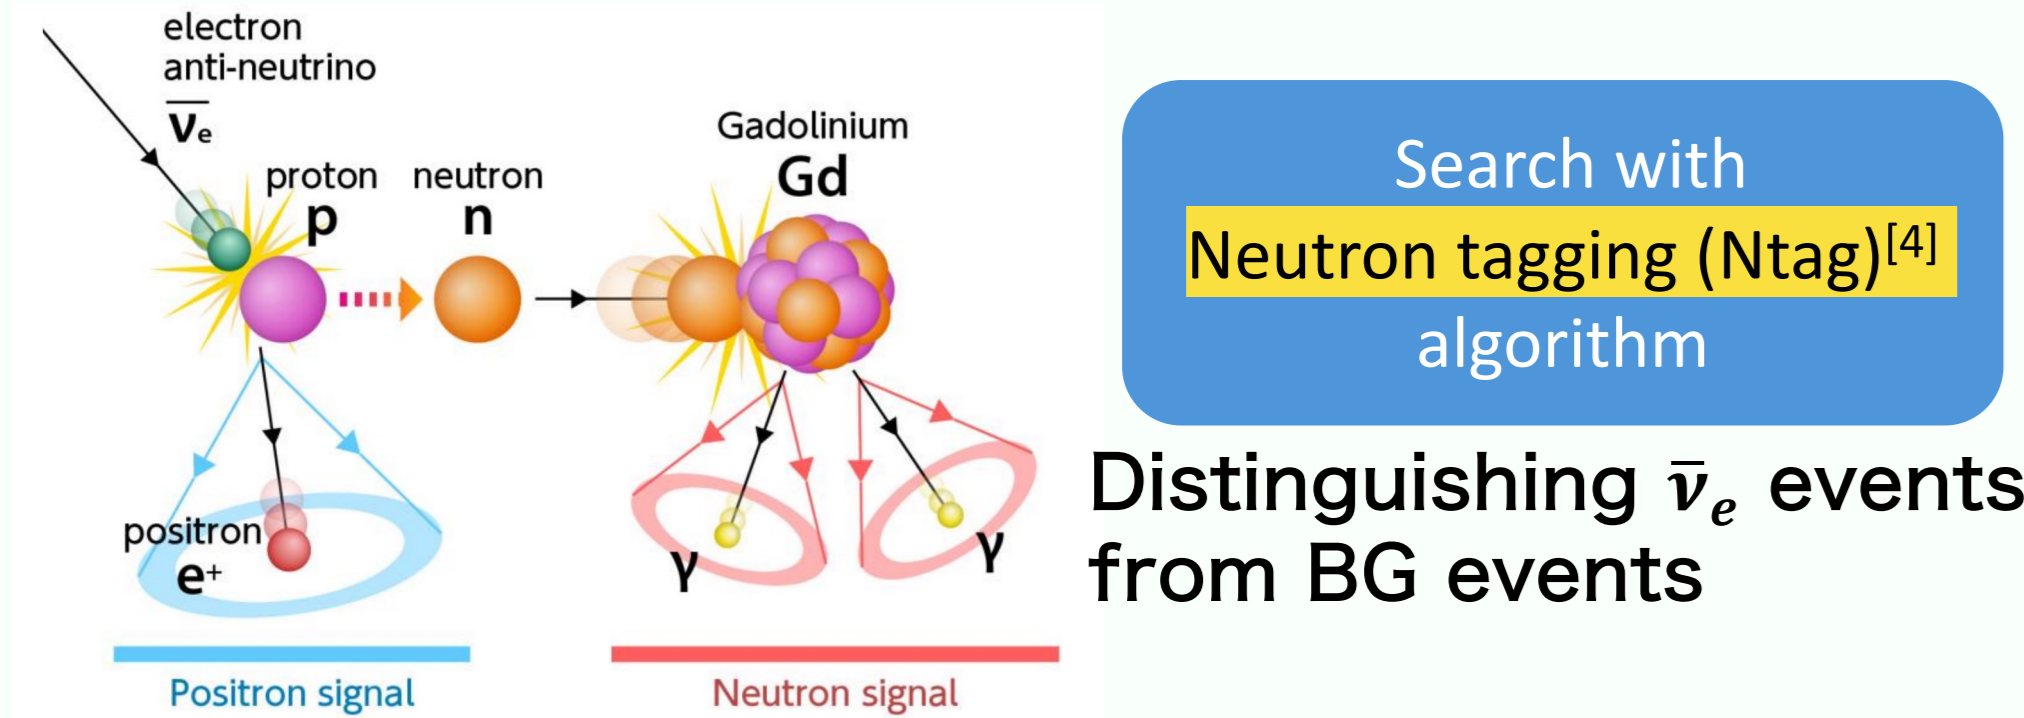 electron
anti-neutrino
ν̅e
proton
p
neutron
n
Gadolinium
Gd
positron
e+
γ
γ
Positron signal
Neutron signal
Search with
Neutron tagging (Ntag)[4]
algorithm
Distinguishing ν̅e events
from BG events